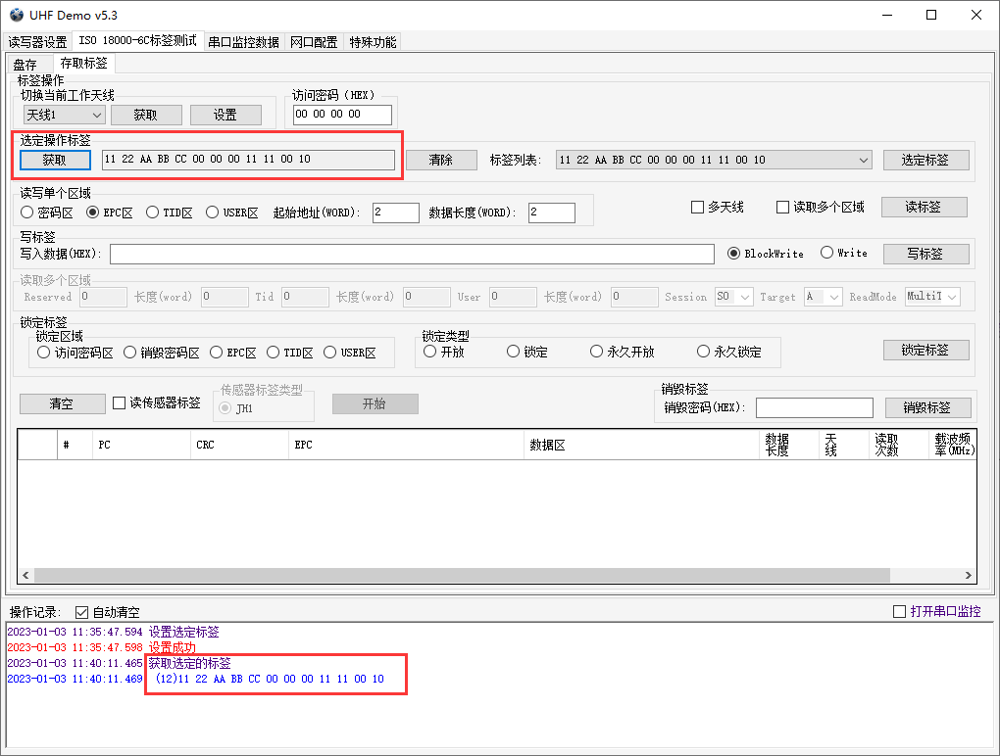 UHF Demo v5.3
读写器设置 ISO 18000-6C标签测试 串口监控数据 网口配置 特殊功能
盘存 存取标签
标签操作
切换当前工作天线 访问密码 (HEX)
天线1 获取 设置 00 00 00 00
选定操作标签
获取 11 22 AA BB CC 00 00 00 11 11 00 10 清除 标签列表: 11 22 AA BB CC 00 00 00 11 11 00 10 选定标签
读写单个区域
密码区 EPC区 TID区 USER区 起始地址(WORD): 2 数据长度(WORD): 2 多天线 读取多个区域 读标签
写标签
写入数据(HEX): BlockWrite Write 写标签
读取多个区域
Reserved 0 长度(word) 0 Tid 0 长度(word) 0 User 0 长度(word) 0 Session S0 Target A ReadMode MultiT
锁定标签
锁定区域 锁定类型
访问密码区 销毁密码区 EPC区 TID区 USER区 开放 锁定 永久开放 永久锁定 锁定标签
清空 读传感器标签 传感器标签类型 JH1 开始 销毁标签
销毁密码(HEX): 销毁标签
# PC CRC EPC 数据区 数据长度 天线 读取次数 载波频率(MHz)
操作记录: 自动清空 打开串口监控
2023-01-03 11:35:47.594 设置选定标签
2023-01-03 11:35:47.598 设置成功
2023-01-03 11:40:11.465 获取选定的标签
2023-01-03 11:40:11.469 (12)11 22 AA BB CC 00 00 00 11 11 00 10